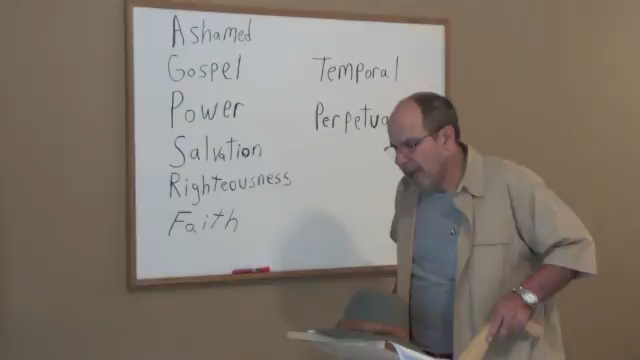 Ashamed
Gospel
Power
Salvation
Righteousness
Faith
Temporal
Perpetua